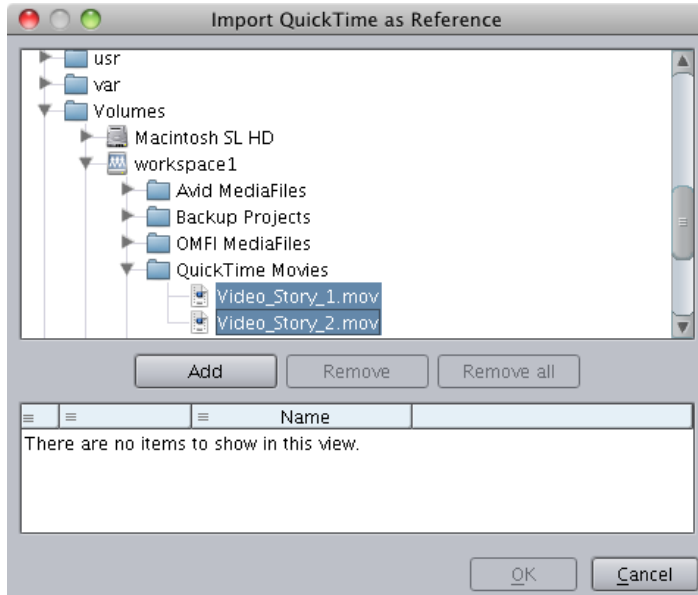 Import QuickTime as Reference
usr
var
Volumes
Macintosh SL HD
workspace1
Avid MediaFiles
Backup Projects
OMFI MediaFiles
QuickTime Movies
Video_Story_1.mov
Video_Story_2.mov
Add Remove Remove all
Name
There are no items to show in this view.
OK Cancel